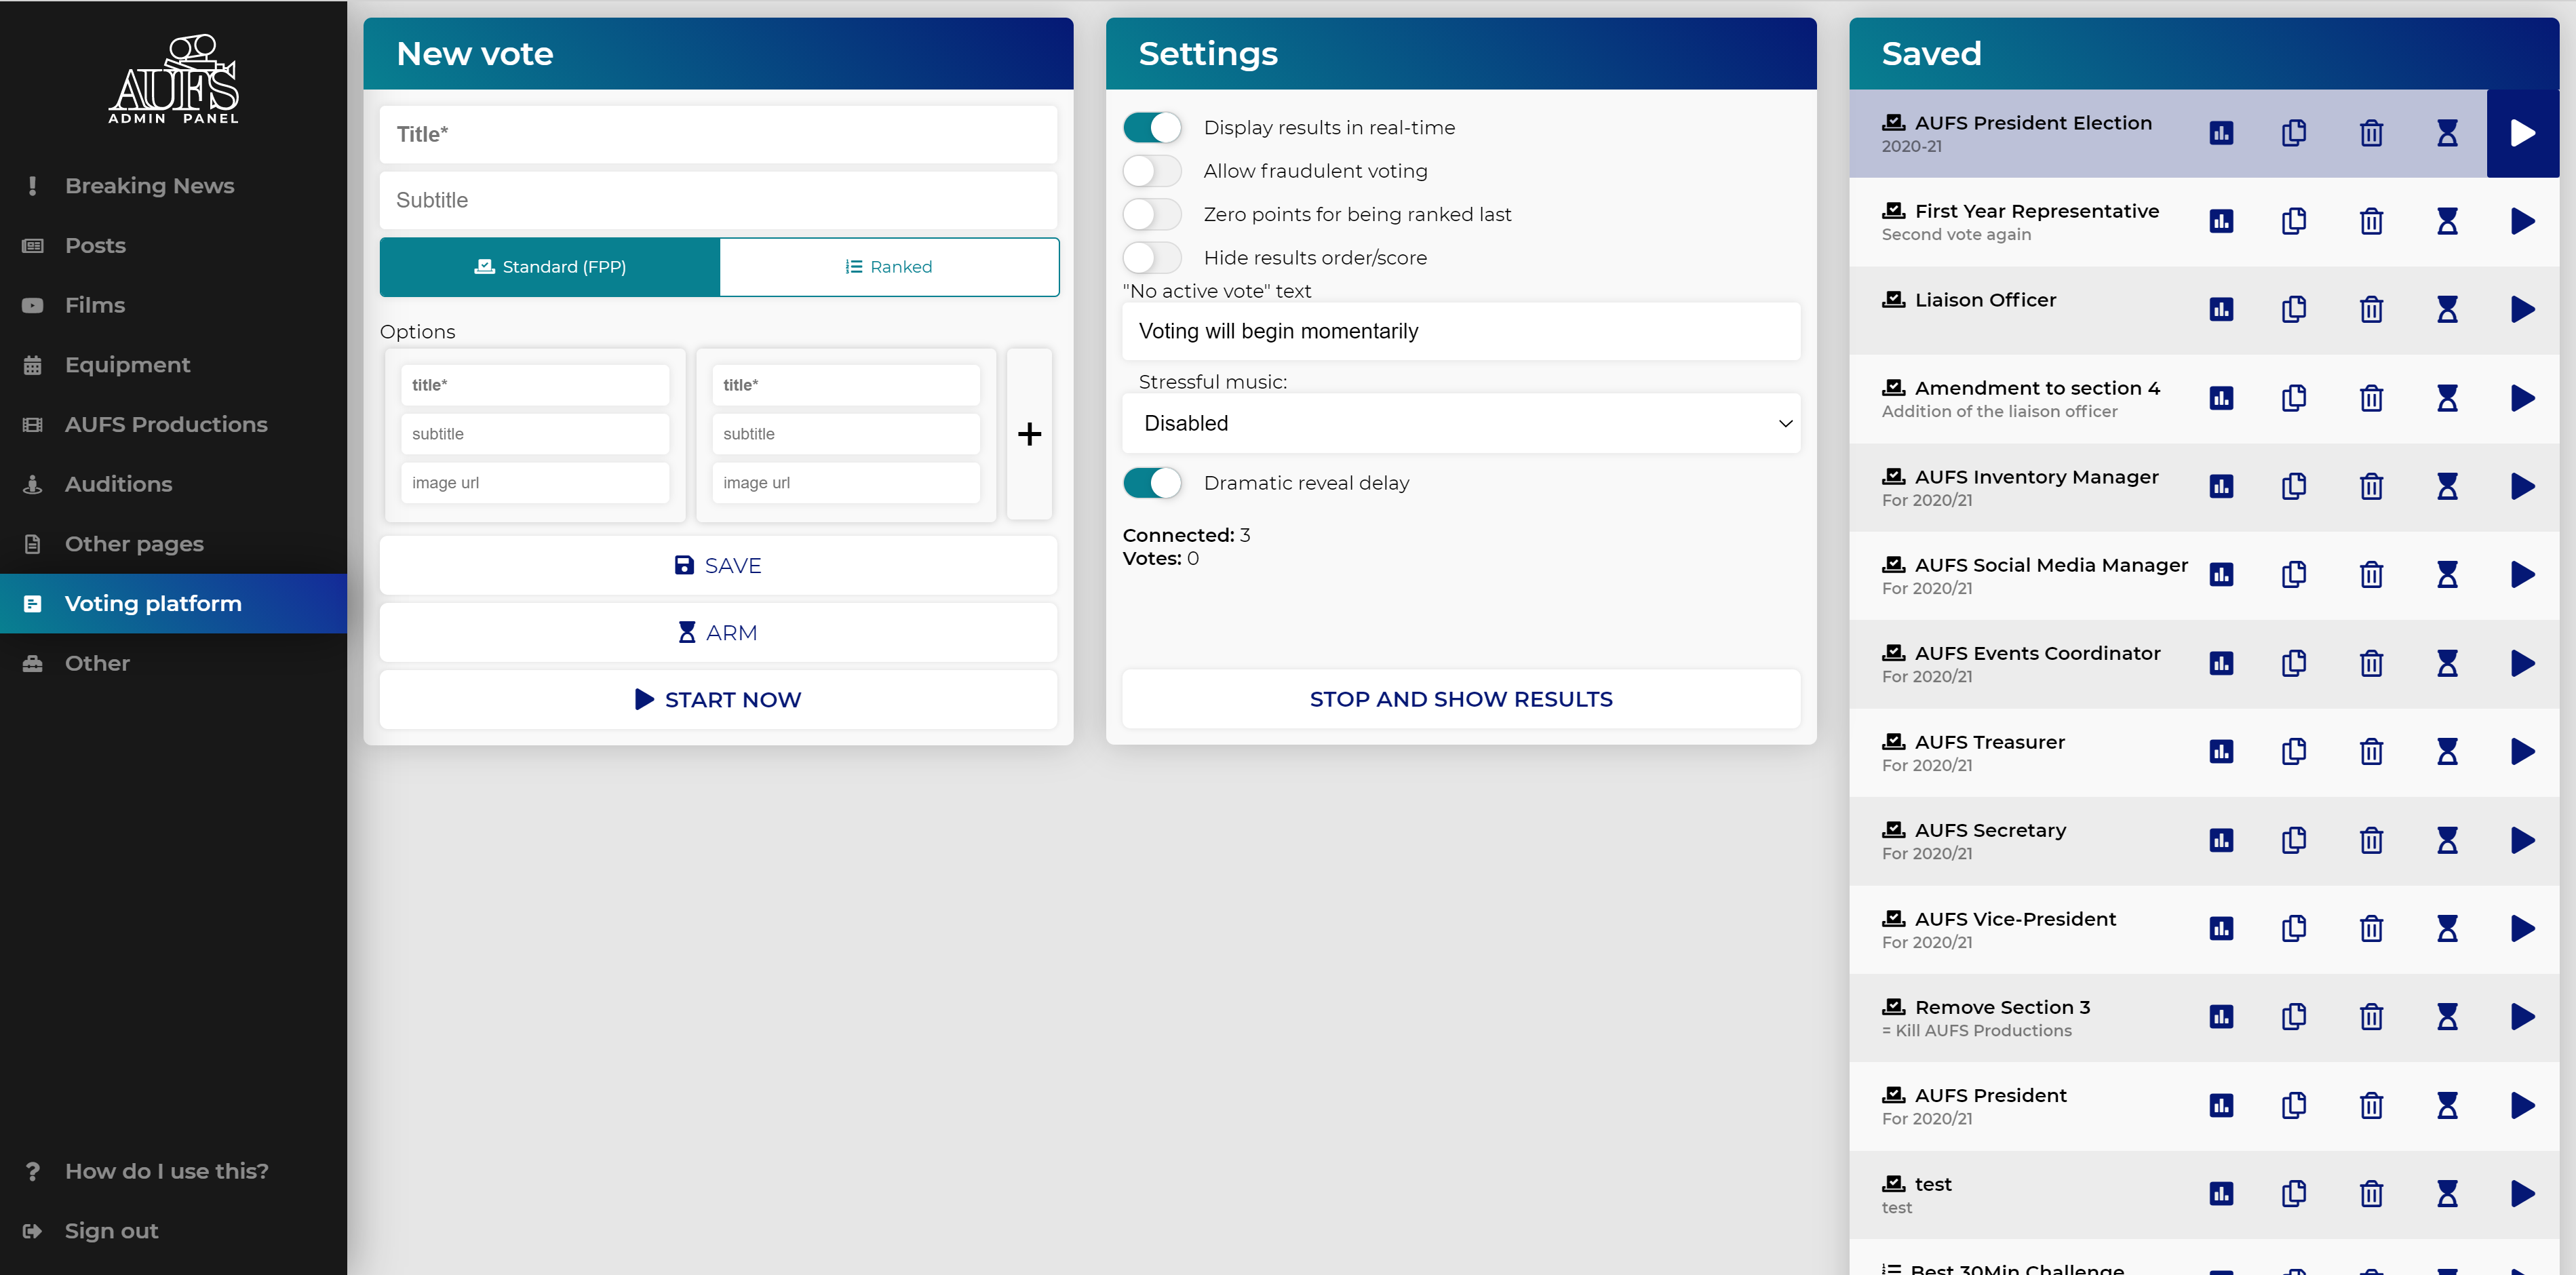 AUFS
ADMIN PANEL
Breaking News
Posts
Films
Equipment
AUFS Productions
Auditions
Other pages
Voting platform
Other
How do I use this?
Sign out
New vote
Title*
Subtitle
Standard (FPP)
Ranked
Options
title*
subtitle
image url
title*
subtitle
image url
+
SAVE
ARM
START NOW
Settings
Display results in real-time
Allow fraudulent voting
Zero points for being ranked last
Hide results order/score
"No active vote" text
Voting will begin momentarily
Stressful music:
Disabled
Dramatic reveal delay
Connected: 3
Votes: 0
STOP AND SHOW RESULTS
Saved
AUFS President Election
2020-21
First Year Representative
Second vote again
Liaison Officer
Amendment to section 4
Addition of the liaison officer
AUFS Inventory Manager
For 2020/21
AUFS Social Media Manager
For 2020/21
AUFS Events Coordinator
For 2020/21
AUFS Treasurer
For 2020/21
AUFS Secretary
For 2020/21
AUFS Vice-President
For 2020/21
Remove Section 3
= Kill AUFS Productions
AUFS President
For 2020/21
test
test
Best 30Min Challenge